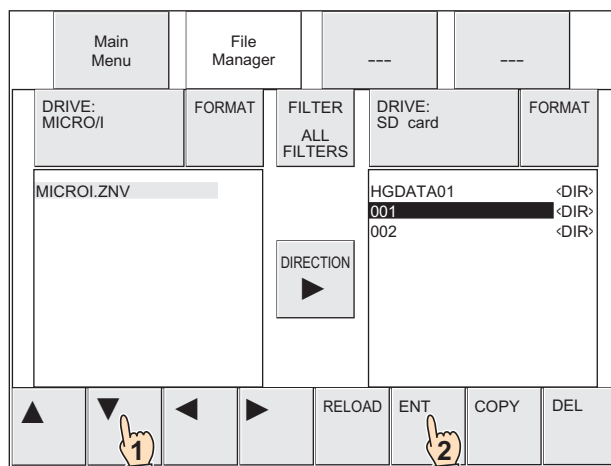 Main
Menu
File
Manager
---
---
DRIVE:
MICRO/I
FORMAT
FILTER
ALL
FILTERS
DRIVE:
SD card
FORMAT
MICROI.ZNV
HGDATA01 <DIR>
001 <DIR>
002 <DIR>
DIRECTION
RELOAD
ENT
COPY
DEL
1
2